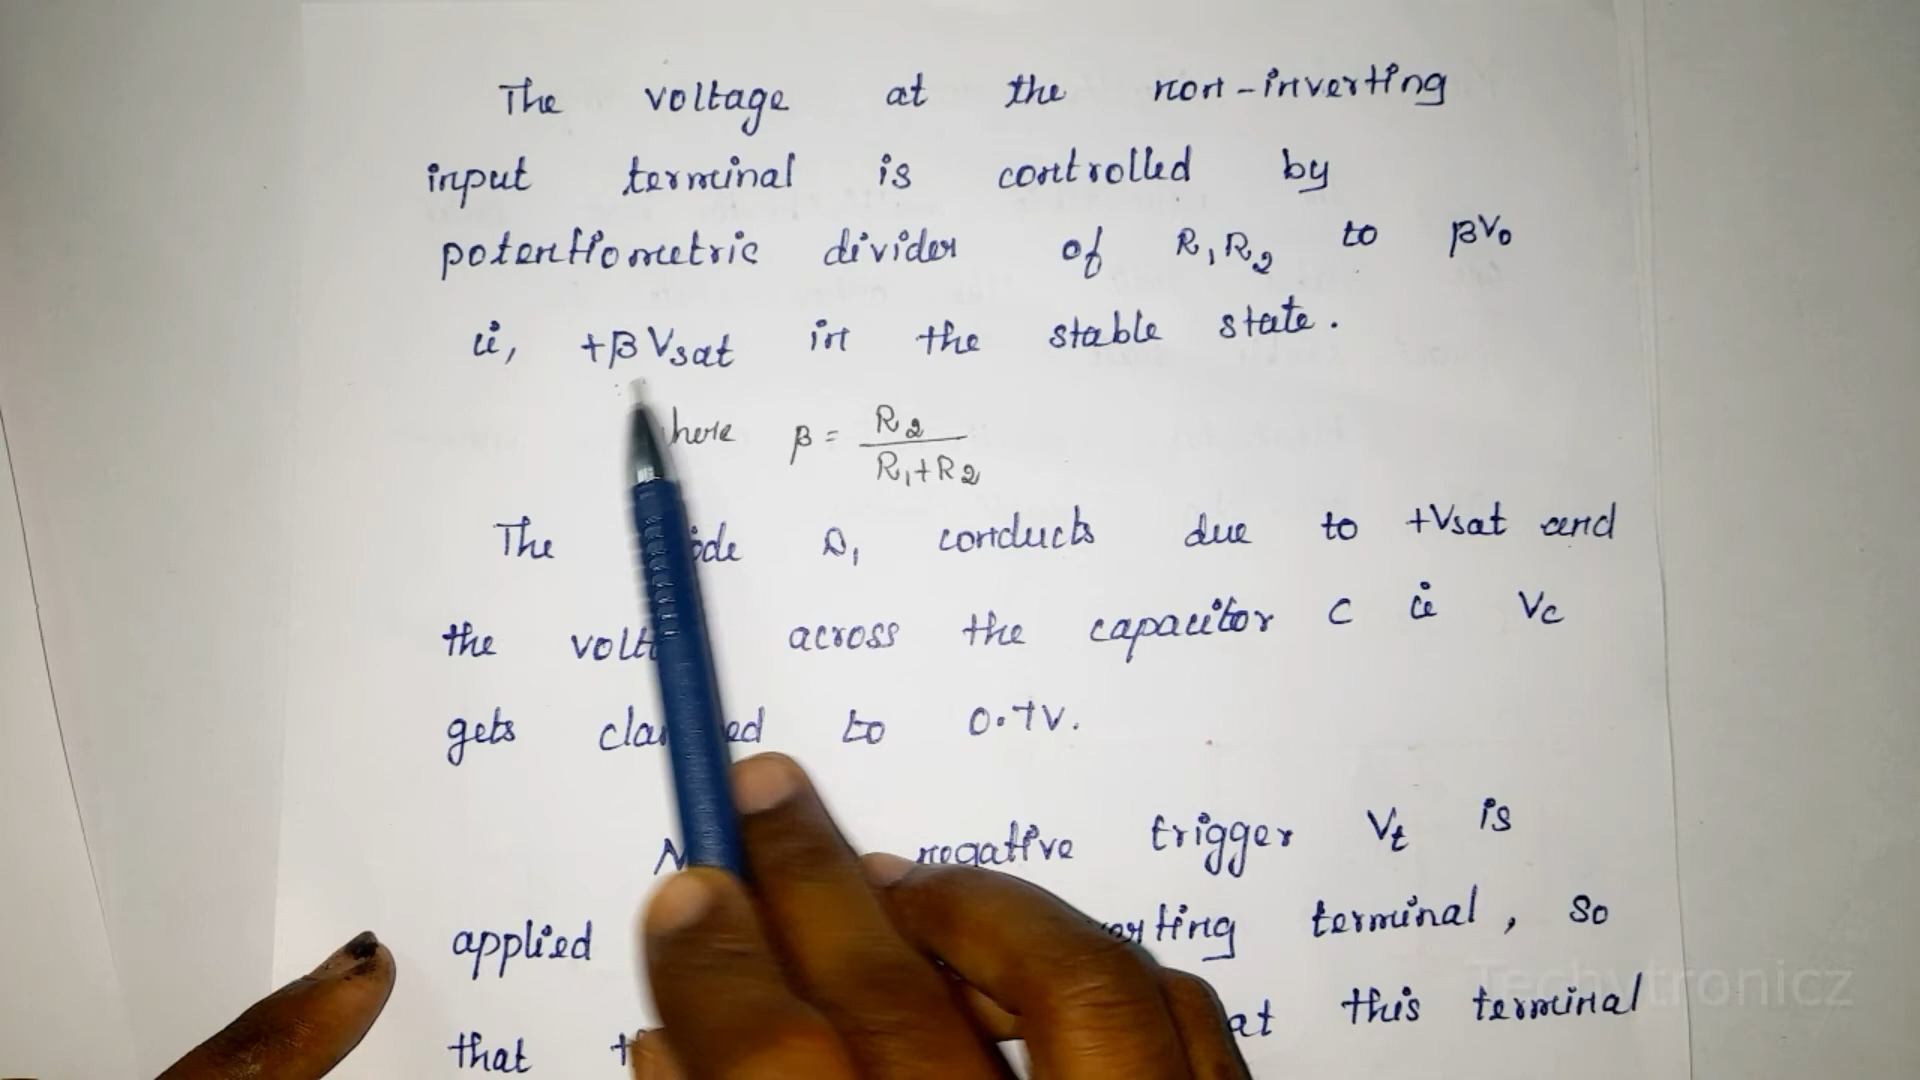 The voltage at the non-inverting
input terminal is controlled by
potentiometric divider of R₁R₂ to βV₀
ie, +βVsat in the stable state.
β = R₂ / (R₁+R₂)
The D₁ conducts due to +Vsat and
the across the capacitor C ie Vc
gets to 0.7V.
negative trigger Vt is
applied terminal, so
that at this terminal
Techytronicz